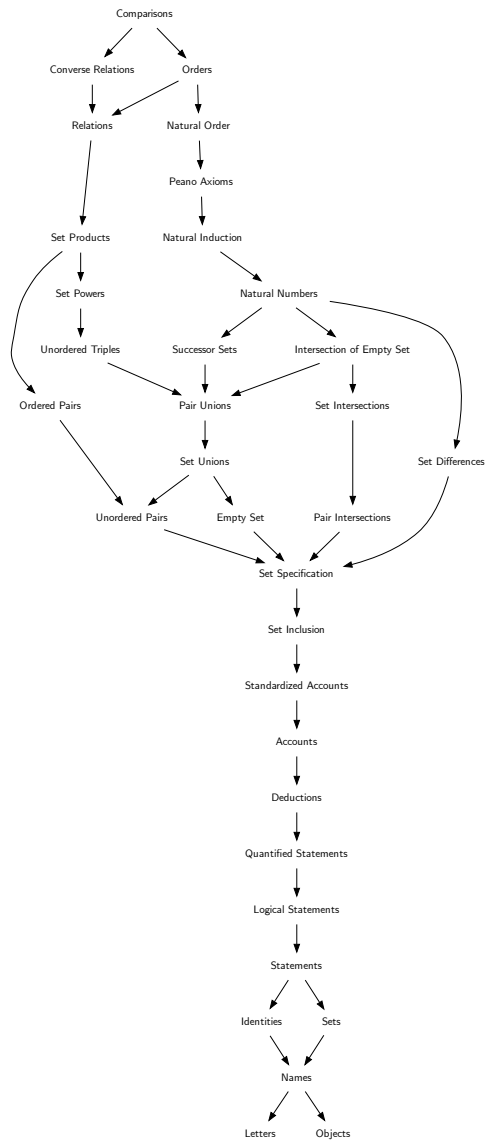 Comparisons
Converse Relations
Orders
Relations
Natural Order
Peano Axioms
Set Products
Natural Induction
Set Powers
Natural Numbers
Unordered Triples
Successor Sets
Intersection of Empty Set
Ordered Pairs
Pair Unions
Set Intersections
Set Unions
Set Differences
Unordered Pairs
Empty Set
Pair Intersections
Set Specification
Set Inclusion
Standardized Accounts
Accounts
Deductions
Quantified Statements
Logical Statements
Statements
Identities
Sets
Names
Letters
Objects